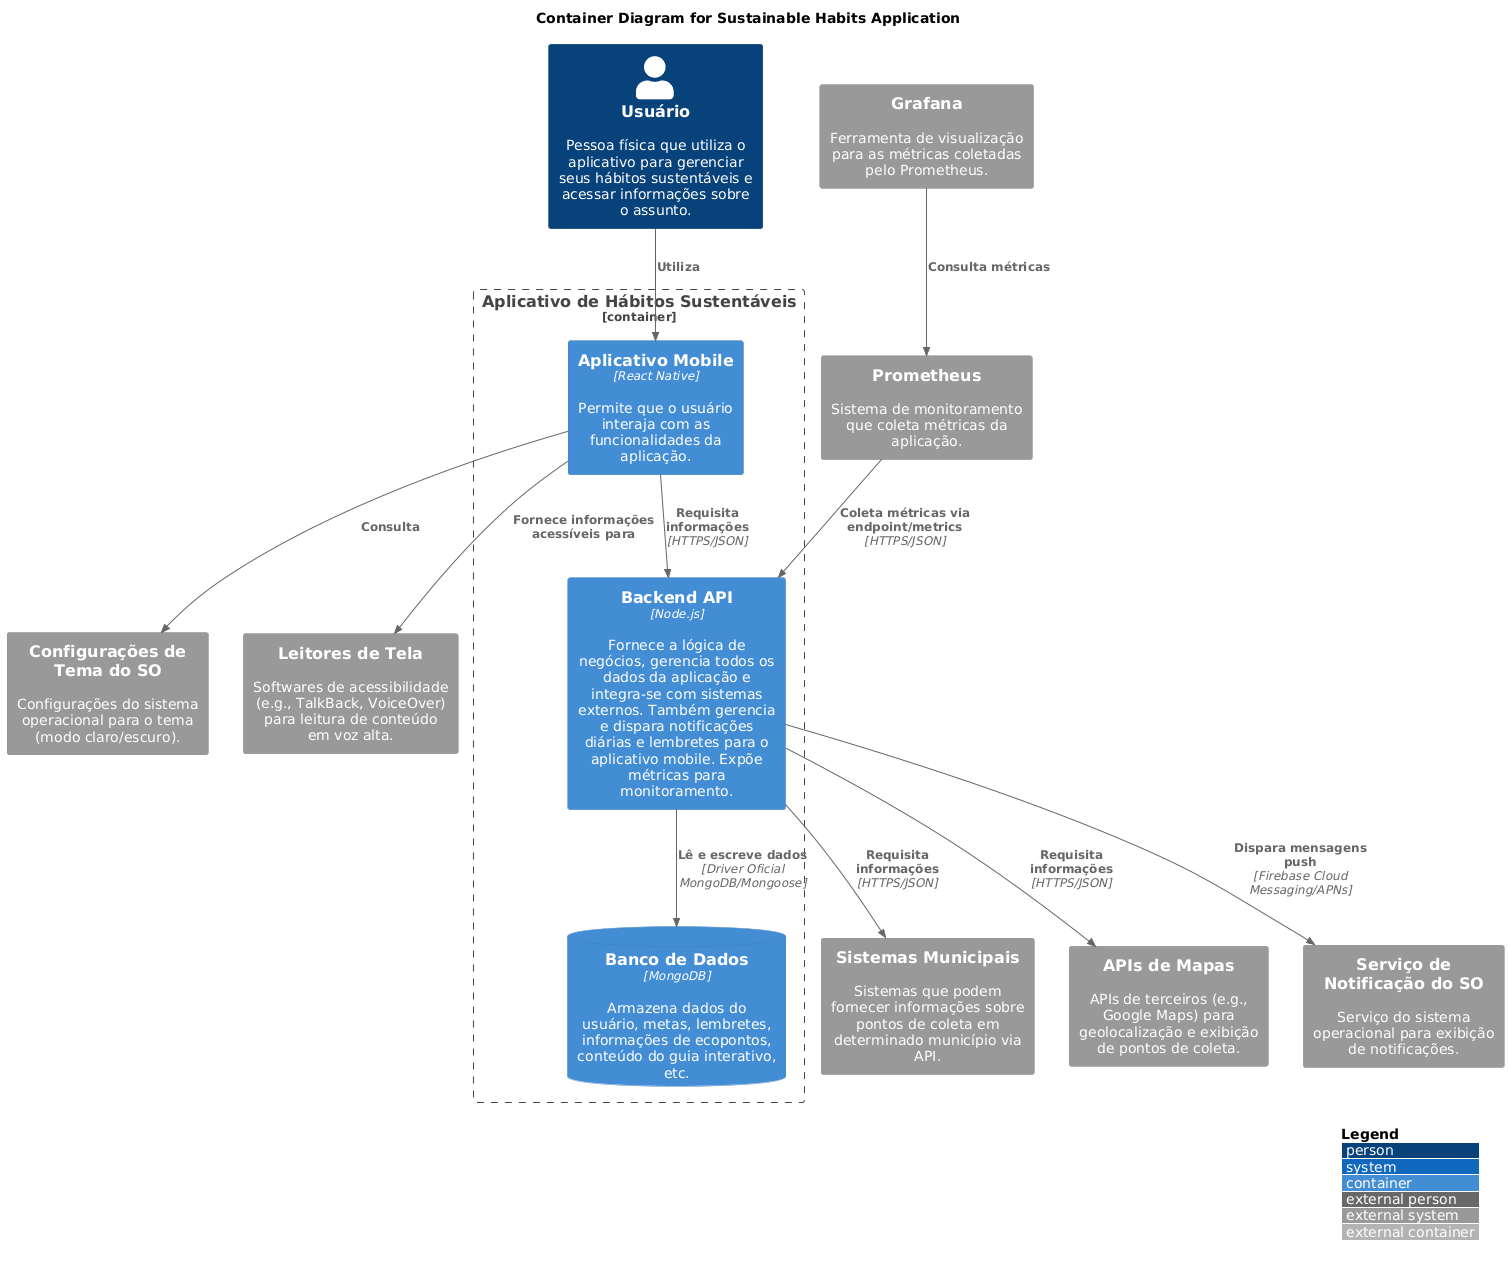 Container Diagram for Sustainable Habits Application
Usuário
Pessoa física que utiliza o
aplicativo para gerenciar
seus hábitos sustentáveis e
acessar informações sobre
o assunto.
Grafana
Ferramenta de visualização
para as métricas coletadas
pelo Prometheus.
Utiliza
Consulta métricas
Aplicativo de Hábitos Sustentáveis
[container]
Aplicativo Mobile
[React Native]
Permite que o usuário
interaja com as
funcionalidades da
aplicação.
Prometheus
Sistema de monitoramento
que coleta métricas da
aplicação.
Consulta
Fornece informações
acessíveis para
Requisita
informações
[HTTPS/JSON]
Coleta métricas via
endpoint/metrics
[HTTPS/JSON]
Configurações de
Tema do SO
Configurações do sistema
operacional para o tema
(modo claro/escuro).
Leitores de Tela
Softwares de acessibilidade
(e.g., TalkBack, VoiceOver)
para leitura de conteúdo
em voz alta.
Backend API
[Node.js]
Fornece a lógica de
negócios, gerencia todos os
dados da aplicação e
integra-se com sistemas
externos. Também gerencia
e dispara notificações
diárias e lembretes para o
aplicativo mobile. Expõe
métricas para
monitoramento.
Lê e escreve dados
[Driver Oficial
MongoDB/Mongoose]
Requisita
informações
[HTTPS/JSON]
Requisita
informações
[HTTPS/JSON]
Dispara mensagens
push
[Firebase Cloud
Messaging/APNs]
Banco de Dados
[MongoDB]
Armazena dados do
usuário, metas, lembretes,
informações de ecopontos,
conteúdo do guia interativo,
etc.
Sistemas Municipais
Sistemas que podem
fornecer informações sobre
pontos de coleta em
determinado município via
API.
APIs de Mapas
APIs de terceiros (e.g.,
Google Maps) para
geolocalização e exibição
de pontos de coleta.
Serviço de
Notificação do SO
Serviço do sistema
operacional para exibição
de notificações.
Legend
person
system
container
external person
external system
external container